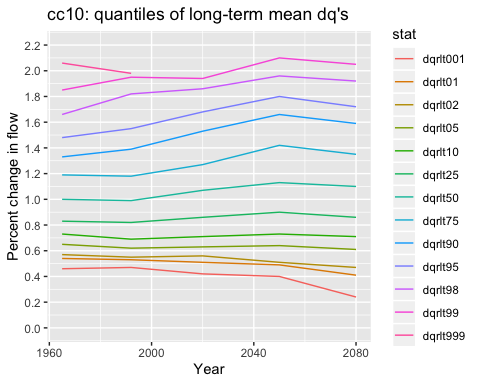 cc10: quantiles of long-term mean dq's
Percent change in flow
2.2
2.0
1.8
1.6
1.4
1.2
1.0
0.8
0.6
0.4
0.2
0.0
1960
2000
2040
2080
Year
stat
dqrlt001
dqrlt01
dqrlt02
dqrlt05
dqrlt10
dqrlt25
dqrlt50
dqrlt75
dqrlt90
dqrlt95
dqrlt98
dqrlt99
dqrlt999